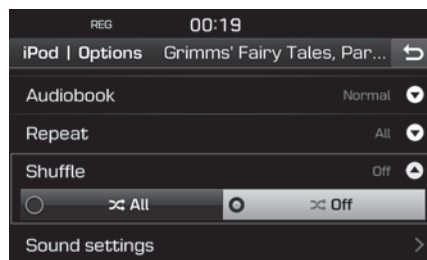 REG 00:19
iPod | Options Grimms' Fairy Tales, Par...
Audiobook Normal
Repeat All
Shuffle Off
All Off
Sound settings